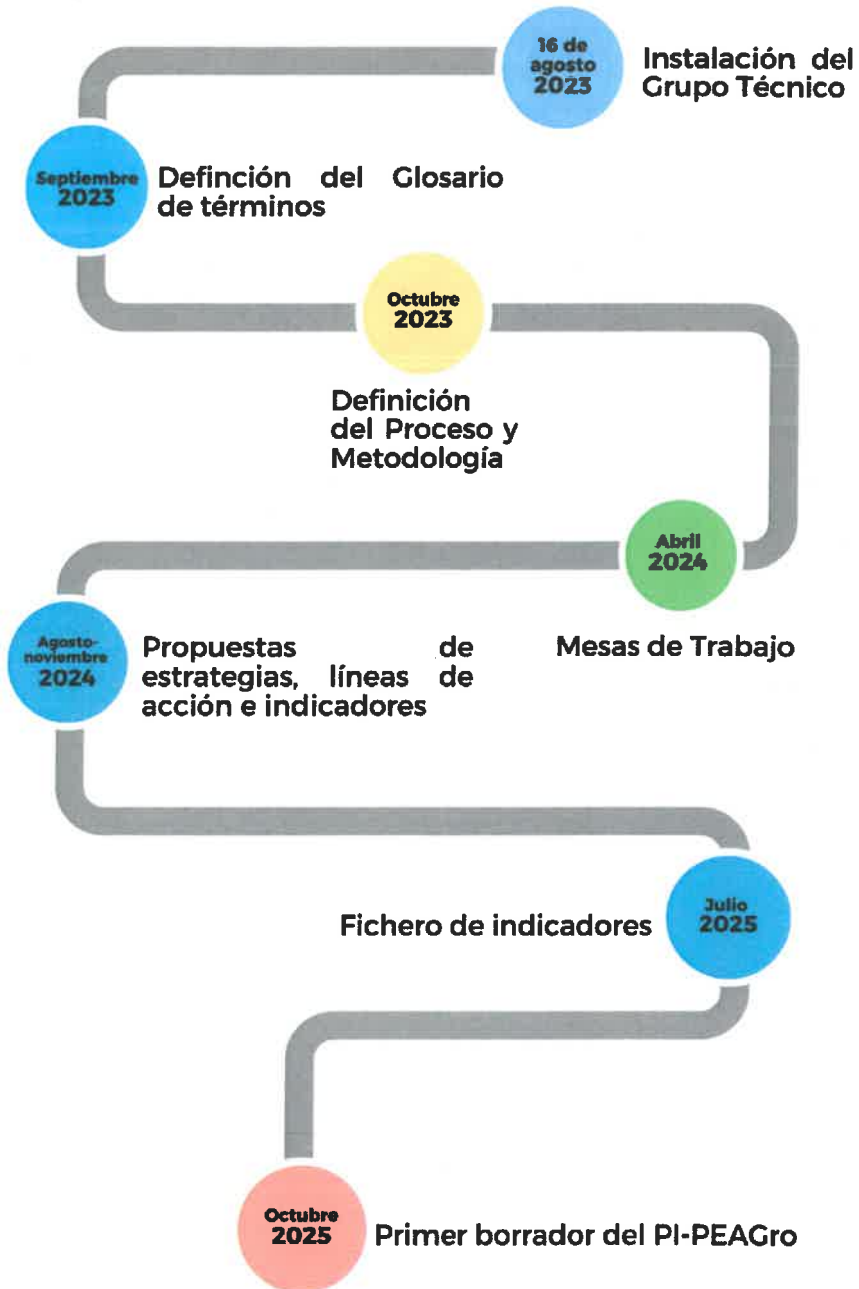 16 de
agosto
2023
Instalación del
Grupo Técnico
Septiembre
2023
Definción del Glosario
de términos
Octubre
2023
Definición
del Proceso y
Metodología
Abril
2024
Mesas de Trabajo
Agosto-
noviembre
2024
Propuestas de
estrategias, líneas de
acción e indicadores
Julio
2025
Fichero de indicadores
Octubre
2025
Primer borrador del PI-PEAGro